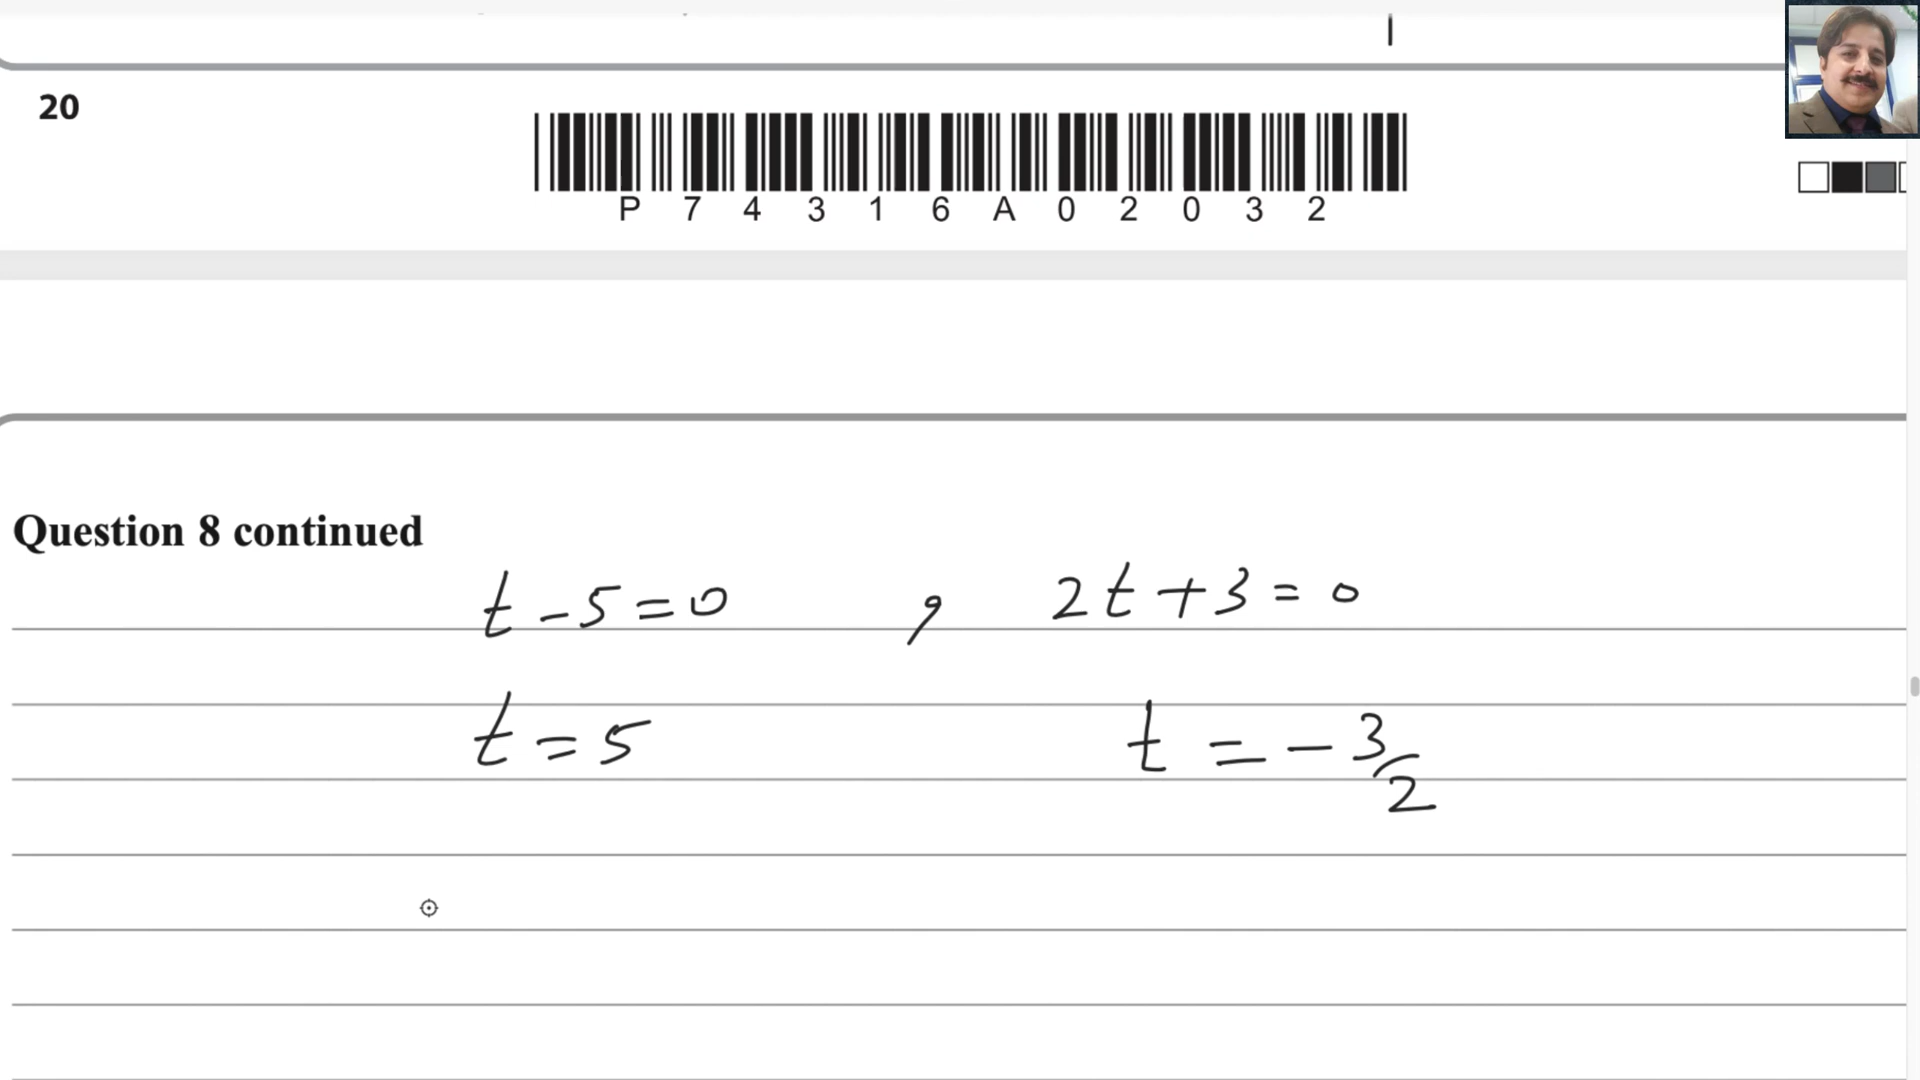 20
P 7 4 3 1 6 A 0 2 0 3 2
Question 8 continued
t - 5 = 0 , 2t + 3 = 0
t = 5 t = - 3/2